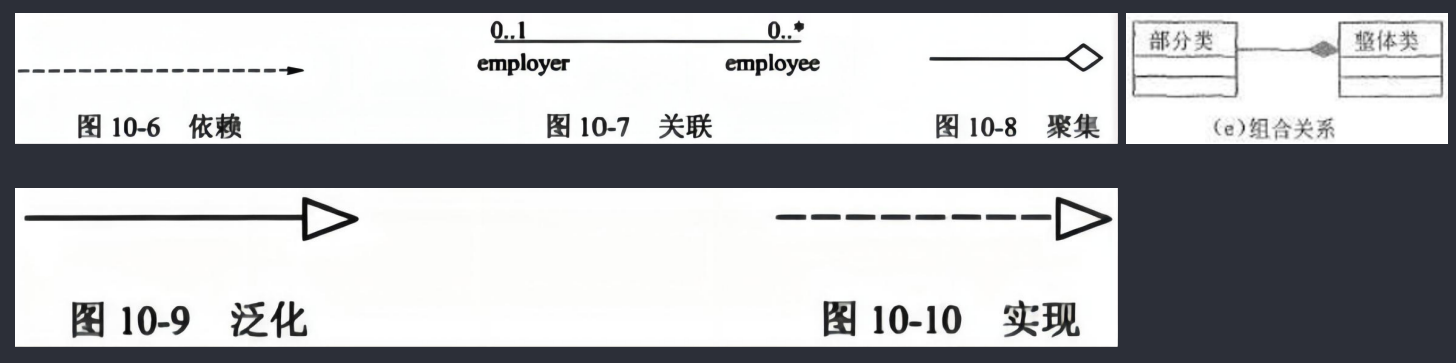 0..1 0..*
employer employee
图 10-6 依赖
图 10-7 关联
图 10-8 聚集
部分类
整体类
(e)组合关系
图 10-9 泛化
图 10-10 实现